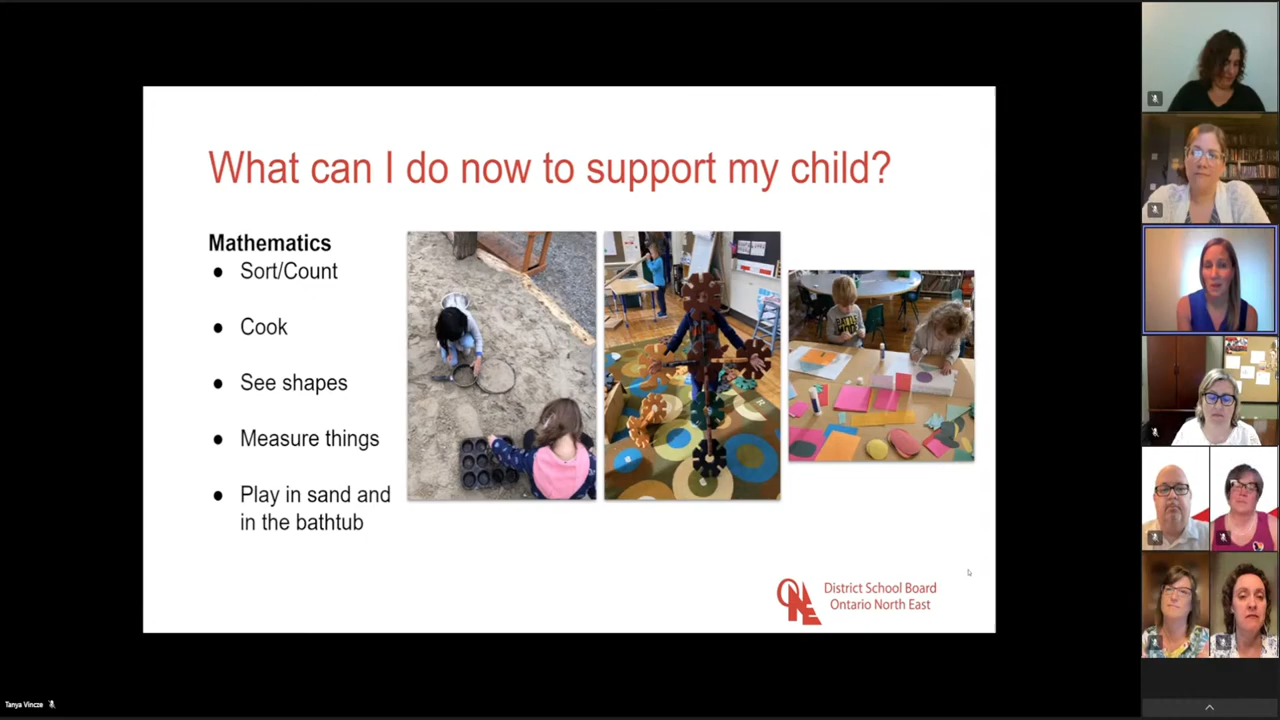 What can I do now to support my child?
Mathematics
● Sort/Count
● Cook
● See shapes
● Measure things
● Play in sand and
in the bathtub
ONE
District School Board
Ontario North East
Tanya Vincze